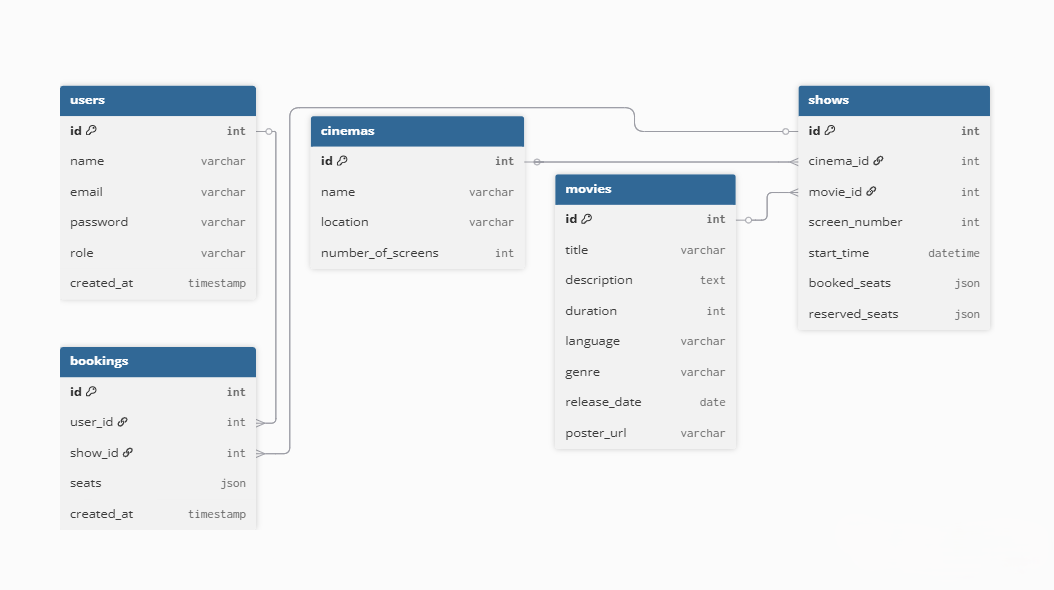 users
id int
name varchar
email varchar
password varchar
role varchar
created_at timestamp
bookings
id int
user_id int
show_id int
seats json
created_at timestamp
cinemas
id int
name varchar
location varchar
number_of_screens int
movies
id int
title varchar
description text
duration int
language varchar
genre varchar
release_date date
poster_url varchar
shows
id int
cinema_id int
movie_id int
screen_number int
start_time datetime
booked_seats json
reserved_seats json